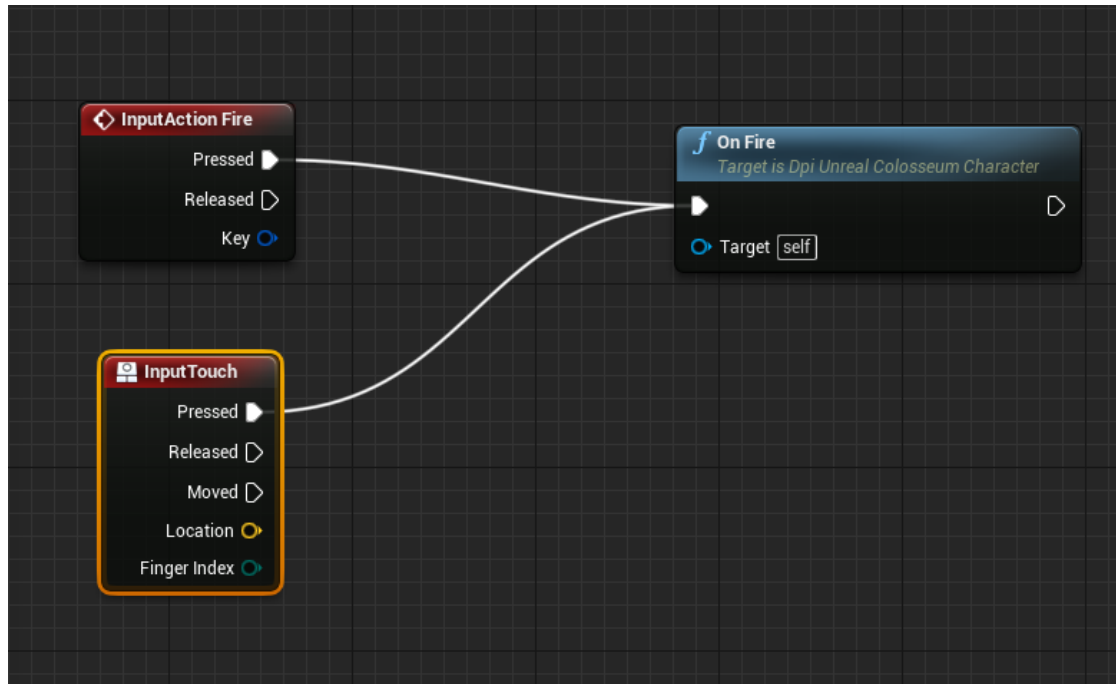 InputAction Fire
Pressed
Released
Key
On Fire
Target is Dpi Unreal Colosseum Character
Target self
InputTouch
Pressed
Released
Moved
Location
Finger Index